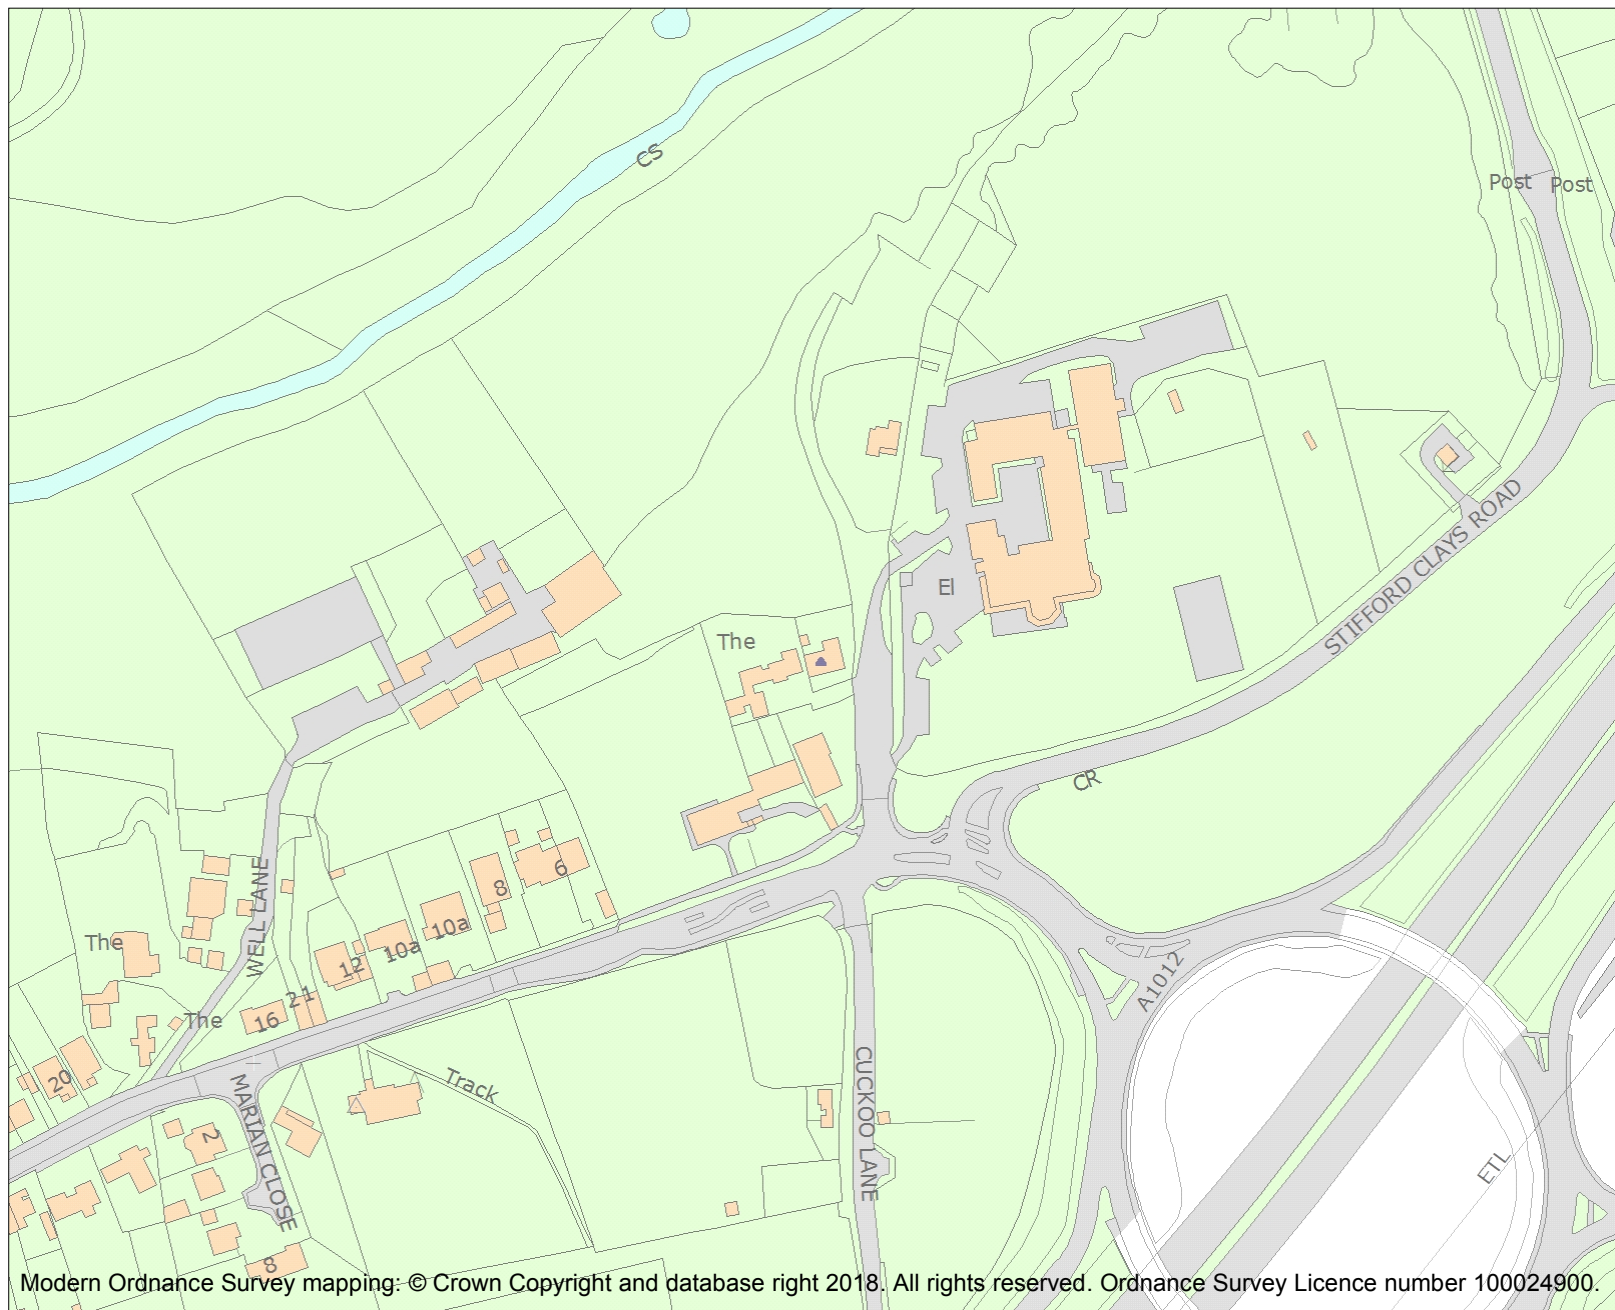 CS
Post Post
STIFFORD CLAYS ROAD
El
The
CR
WELL LANE
6
8
10a
10a
12
The
A1012
21
16
The
20
Track
CUCKOO LANE
MARIAN CLOSE
2
ETL
8
Modern Ordnance Survey mapping: © Crown Copyright and database right 2018. All rights reserved. Ordnance Survey Licence number 100024900.